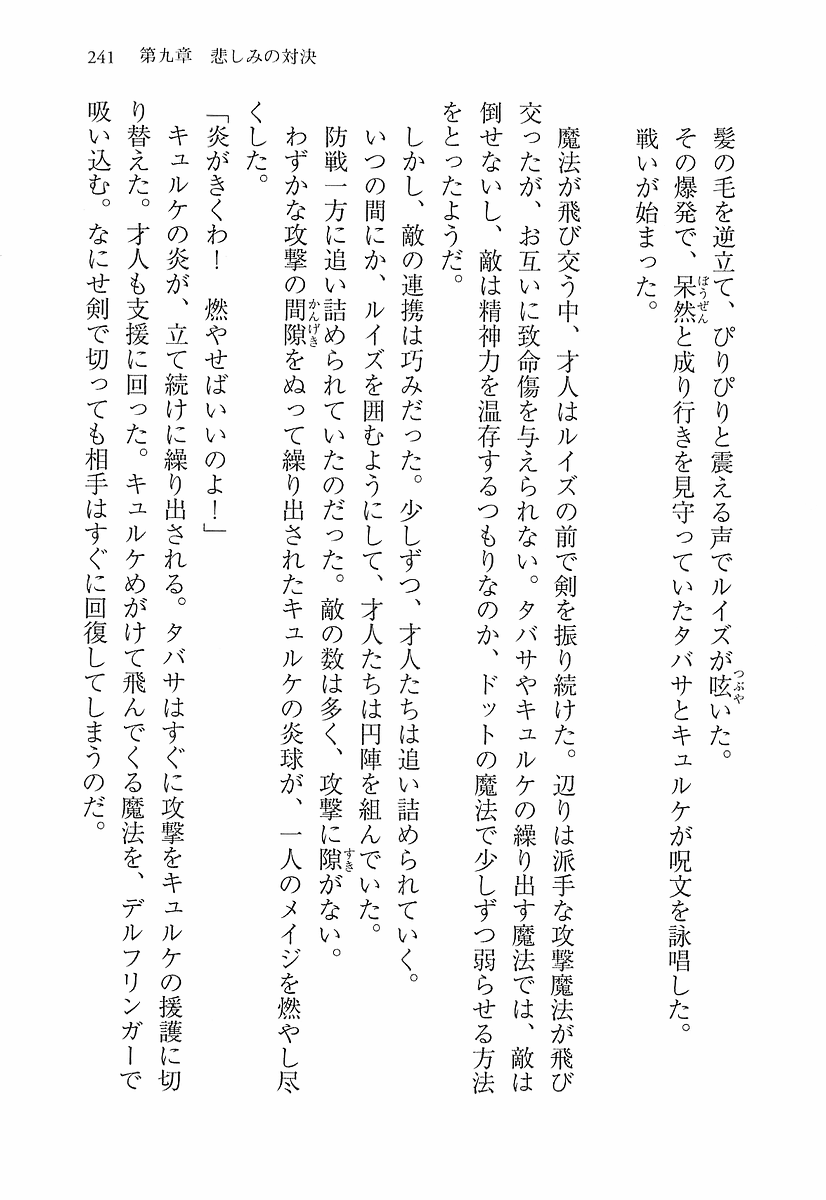 241　第九章　悲しみの対決
髪の毛を逆立て、ぴりぴりと震える声でルイズが呟いた。
その爆発で、呆然と成り行きを見守っていたタバサとキュルケが呪文を詠唱した。
戦いが始まった。
魔法が飛び交う中、才人はルイズの前で剣を振り続けた。辺りは派手な攻撃魔法が飛び
交ったが、お互いに致命傷を与えられない。タバサやキュルケの繰り出す魔法では、敵は
倒せないし、敵は精神力を温存するつもりなのか、ドットの魔法で少しずつ弱らせる方法
をとったようだ。
しかし、敵の連携は巧みだった。少しずつ、才人たちは追い詰められていく。
いつの間にか、ルイズを囲むようにして、才人たちは円陣を組んでいた。
防戦一方に追い詰められていたのだった。敵の数は多く、攻撃に隙がない。
わずかな攻撃の間隙をぬって繰り出されたキュルケの炎球が、一人のメイジを燃やし尽
くした。
「炎がきくわ！　燃やせばいいのよ！」
キュルケの炎が、立て続けに繰り出される。タバサはすぐに攻撃をキュルケの援護に切
り替えた。才人も支援に回った。キュルケめがけて飛んでくる魔法を、デルフリンガーで
吸い込む。なにせ剣で切っても相手はすぐに回復してしまうのだ。